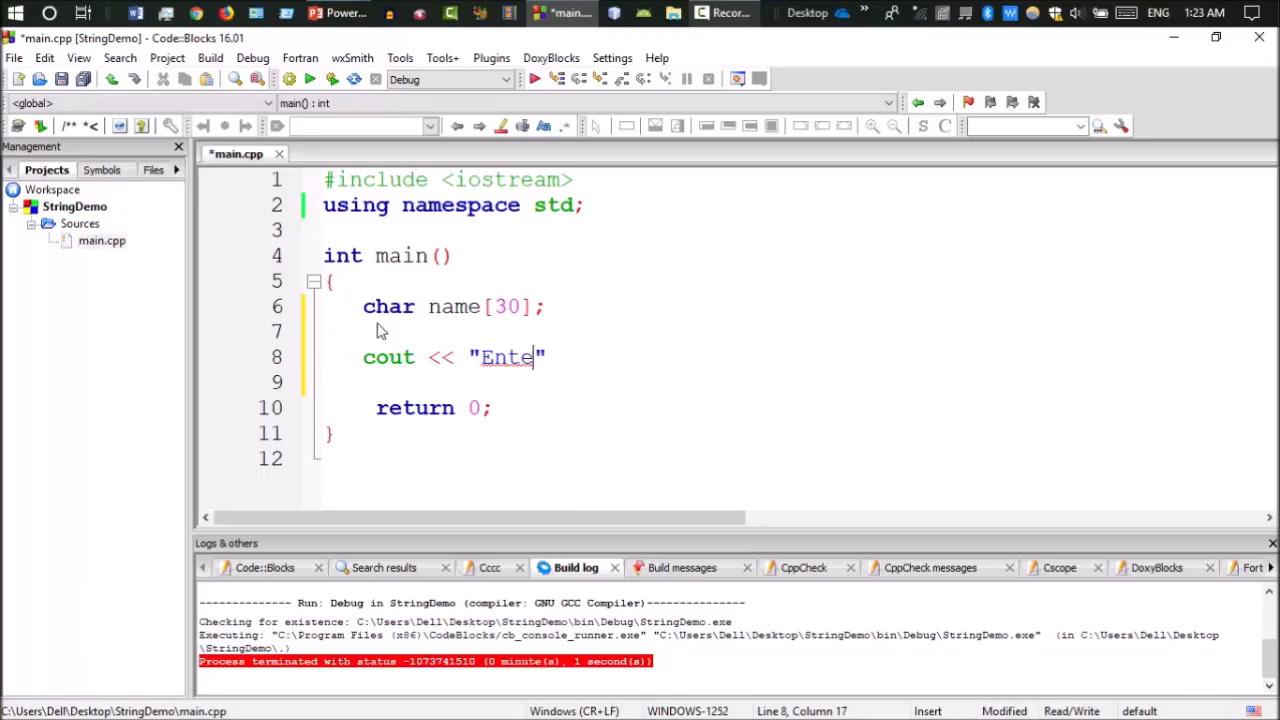 Power... *main.... Recor... Desktop » ENG 1:23 AM
*main.cpp [StringDemo] - Code::Blocks 16.01
File Edit View Search Project Build Debug Fortran wxSmith Tools Tools+ Plugins DoxyBlocks Settings Help
Debug
<global> main() : int
/** *< .* S C
Management
*main.cpp
Projects Symbols Files
Workspace
StringDemo
Sources
main.cpp
1 #include <iostream>
2 using namespace std;
3
4 int main()
5 {
6 char name[30];
7
8 cout << "Ente"
9
10 return 0;
11 }
12
Logs & others
Code::Blocks Search results Cccc Build log Build messages CppCheck CppCheck messages Cscope DoxyBlocks Fort
-------------- Run: Debug in StringDemo (compiler: GNU GCC Compiler)---------------
Checking for existence: C:\Users\Dell\Desktop\StringDemo\bin\Debug\StringDemo.exe
Executing: "C:\Program Files (x86)\CodeBlocks/cb_console_runner.exe" "C:\Users\Dell\Desktop\StringDemo\bin\Debug\StringDemo.exe" (in C:\Users\Dell\Desktop
\StringDemo\.)
Process terminated with status -1073741510 (0 minute(s), 1 second(s))
C:\Users\Dell\Desktop\StringDemo\main.cpp Windows (CR+LF) WINDOWS-1252 Line 8, Column 17 Insert Modified Read/Write default